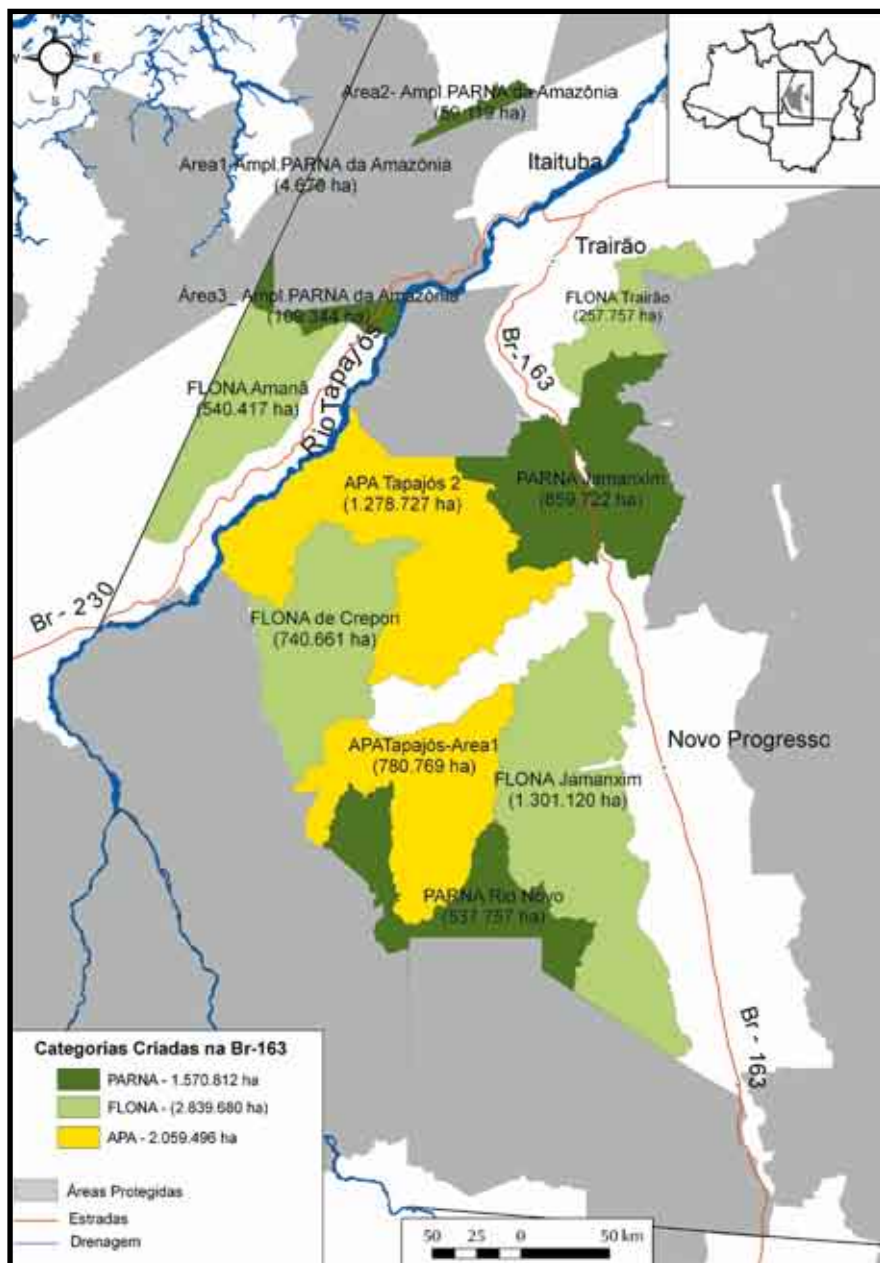 E
S
Area2- Ampl.PARNA da Amazônia
ha)
Area1-Ampl.PARNA da Amazônia
(4.670 ha)
Itaituba
Trairão
Área3_ Ampl.PARNA da Amazônia
(109.344 ha)
FLONA Trairão
(257.757 ha)
Br-163
Rio Tapajós
FLONA Amanã
(540.417 ha)
APA Tapajós 2
(1.278.727 ha)
PARNA Jamanxim
(859.722 ha)
Br - 230
FLONA de Crepori
(740.661 ha)
Novo Progresso
APATapajós-Area1
(780.769 ha)
FLONA Jamanxim
(1.301.120 ha)
PARNA Rio Novo
(537.757 ha)
Br - 163
Categorias Criadas na Br-163
PARNA - 1.570.812 ha
FLONA - (2.839.680 ha)
APA - 2.059.496 ha
Áreas Protegidas
Estradas
Drenagem
50 25 0 50 km